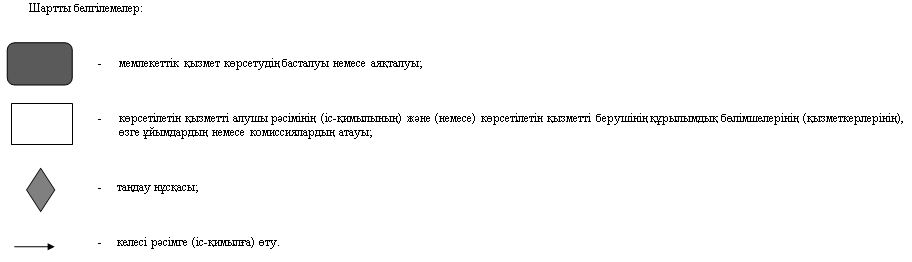 Шартты белгілемелер:
- мемлекеттік қызмет көрсетудің басталуы немесе аяқталуы;
- көрсетілетін қызметті алушы рәсімінің (іс-қимылының) және (немесе) көрсетілетін қызметті берушінің құрылымдық бөлімшелерінің (қызметкерлерінің),
өзге ұйымдардың немесе комиссиялардың атауы;
- таңдау нұсқасы;
- келесі рәсімге (іс-қимылға) өту.